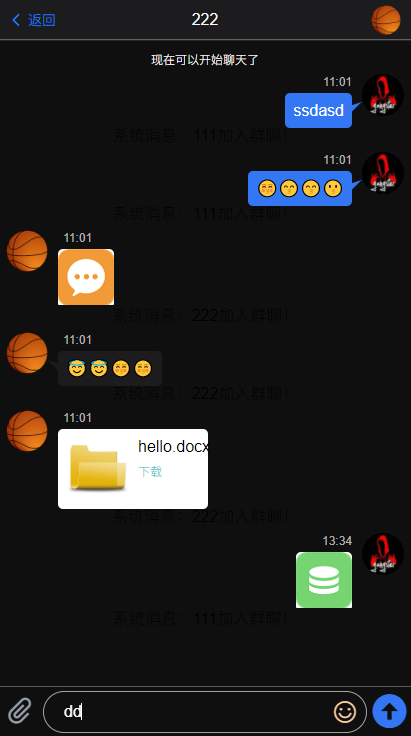 返回
222
现在可以开始聊天了
11:01
ssdasd
系统消息：111加入群聊！
11:01
系统消息：111加入群聊！
11:01
系统消息：222加入群聊！
11:01
系统消息：222加入群聊！
11:01
hello.docx
下载
系统消息：222加入群聊！
13:34
系统消息：111加入群聊！
dd